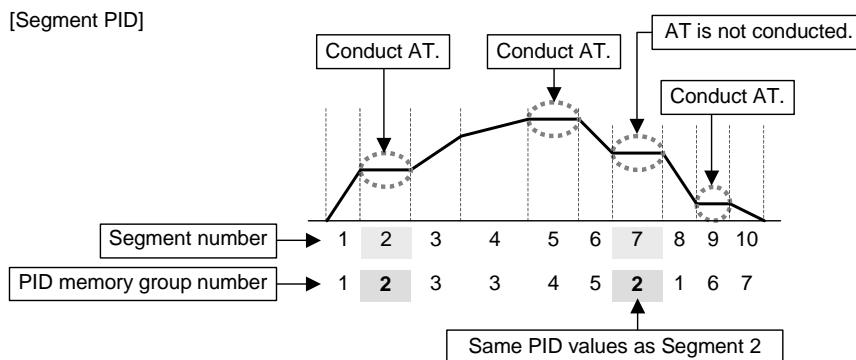 [Segment PID]
AT is not conducted.
Conduct AT.
Conduct AT.
Conduct AT.
Segment number
1 2 3 4 5 6 7 8 9 10
PID memory group number
1 2 3 3 4 5 2 1 6 7
Same PID values as Segment 2